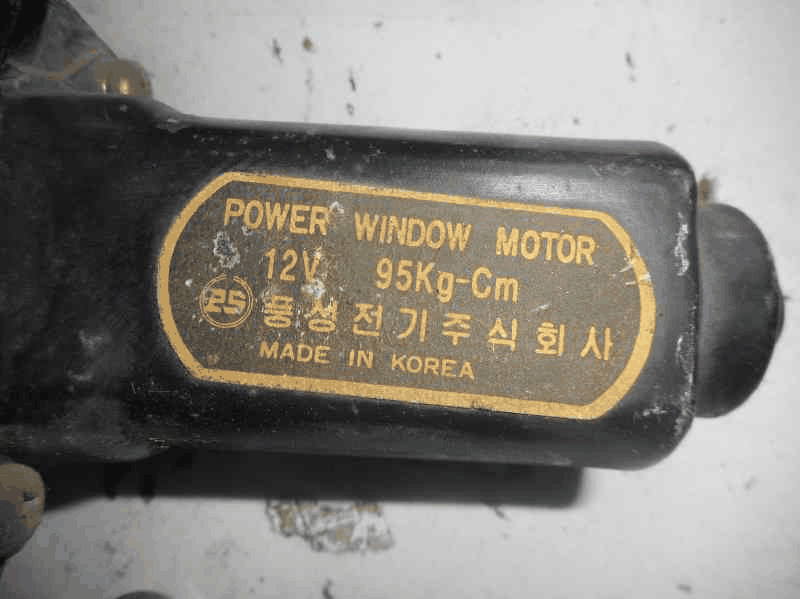 POWER WINDOW MOTOR
12V 95Kg-Cm
PS 풍성전기주식회사
MADE IN KOREA